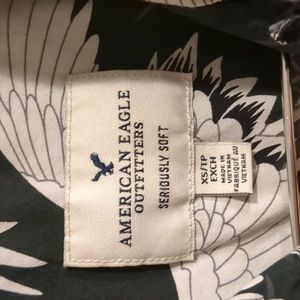 AMERICAN EAGLE
OUTFITTERS
SERIOUSLY SOFT
XS/TP
EXCH
MADE IN
VIETNAM
FABRIQUÉ AU
VIETNAM